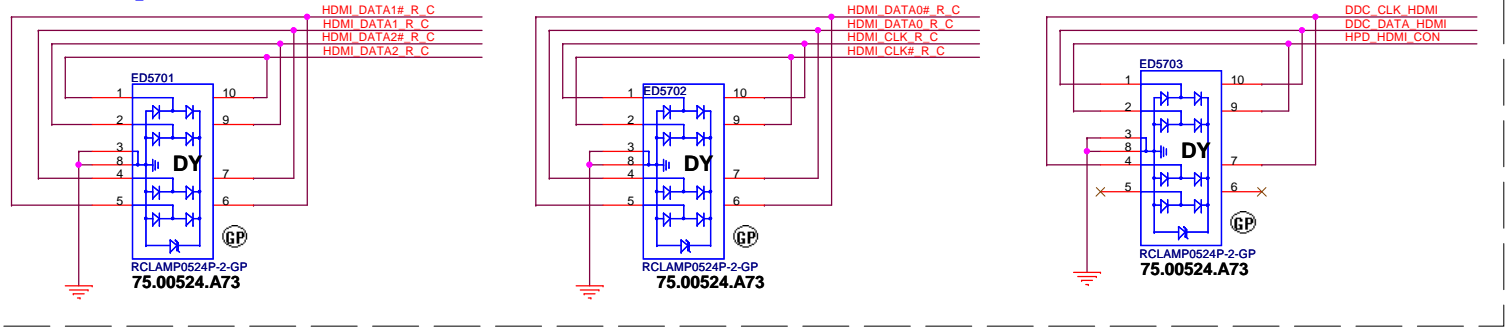 HDMI_DATA1#_R_C
HDMI_DATA1_R_C
HDMI_DATA2#_R_C
HDMI_DATA2_R_C
ED5701
1 10
2 9
3
8
4 7
5 6
DY
GP
RCLAMP0524P-2-GP
75.00524.A73
HDMI_DATA0#_R_C
HDMI_DATA0_R_C
HDMI_CLK_R_C
HDMI_CLK#_R_C
ED5702
1 10
2 9
3
8
4 7
5 6
DY
GP
RCLAMP0524P-2-GP
75.00524.A73
DDC_CLK_HDMI
DDC_DATA_HDMI
HPD_HDMI_CON
ED5703
1 10
2 9
3
8
4 7
5 6
DY
GP
RCLAMP0524P-2-GP
75.00524.A73